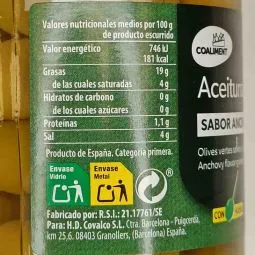 Valores nutricionales medios por 100 g
de producto escurrido
Valor energético 746 kJ
181 kcal
Grasas 19 g
de las cuales saturadas 4 g
Hidratos de carbono 0 g
de los cuales azúcares 0 g
Proteínas 1,1 g
Sal 4 g
Producto de España. Categoría primera.
Envase
Vidrio
Envase
Metal
Fabricado por: R.S.I.: 21.17761/SE
Para: H.D. Covalco S.L. Ctra. Barcelona - Puigcerdà,
km 25,6. 08403 Granollers, (Barcelona) España.
COALIMENT
Aceitun
SABOR ANC
Olives vertes
Anchovy
CON